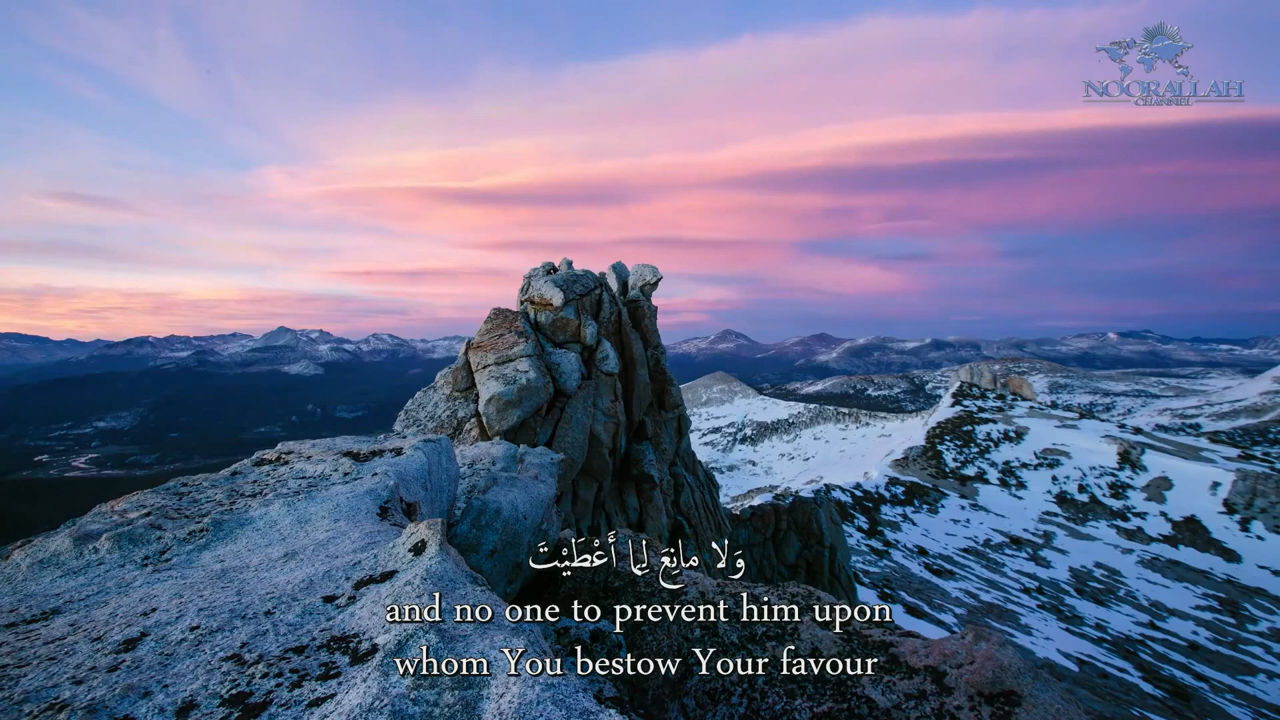 NOORALLAH
CHANNEL
وَلا مانِعَ لِما أَعْطَيْتَ
and no one to prevent him upon
whom You bestow Your favour